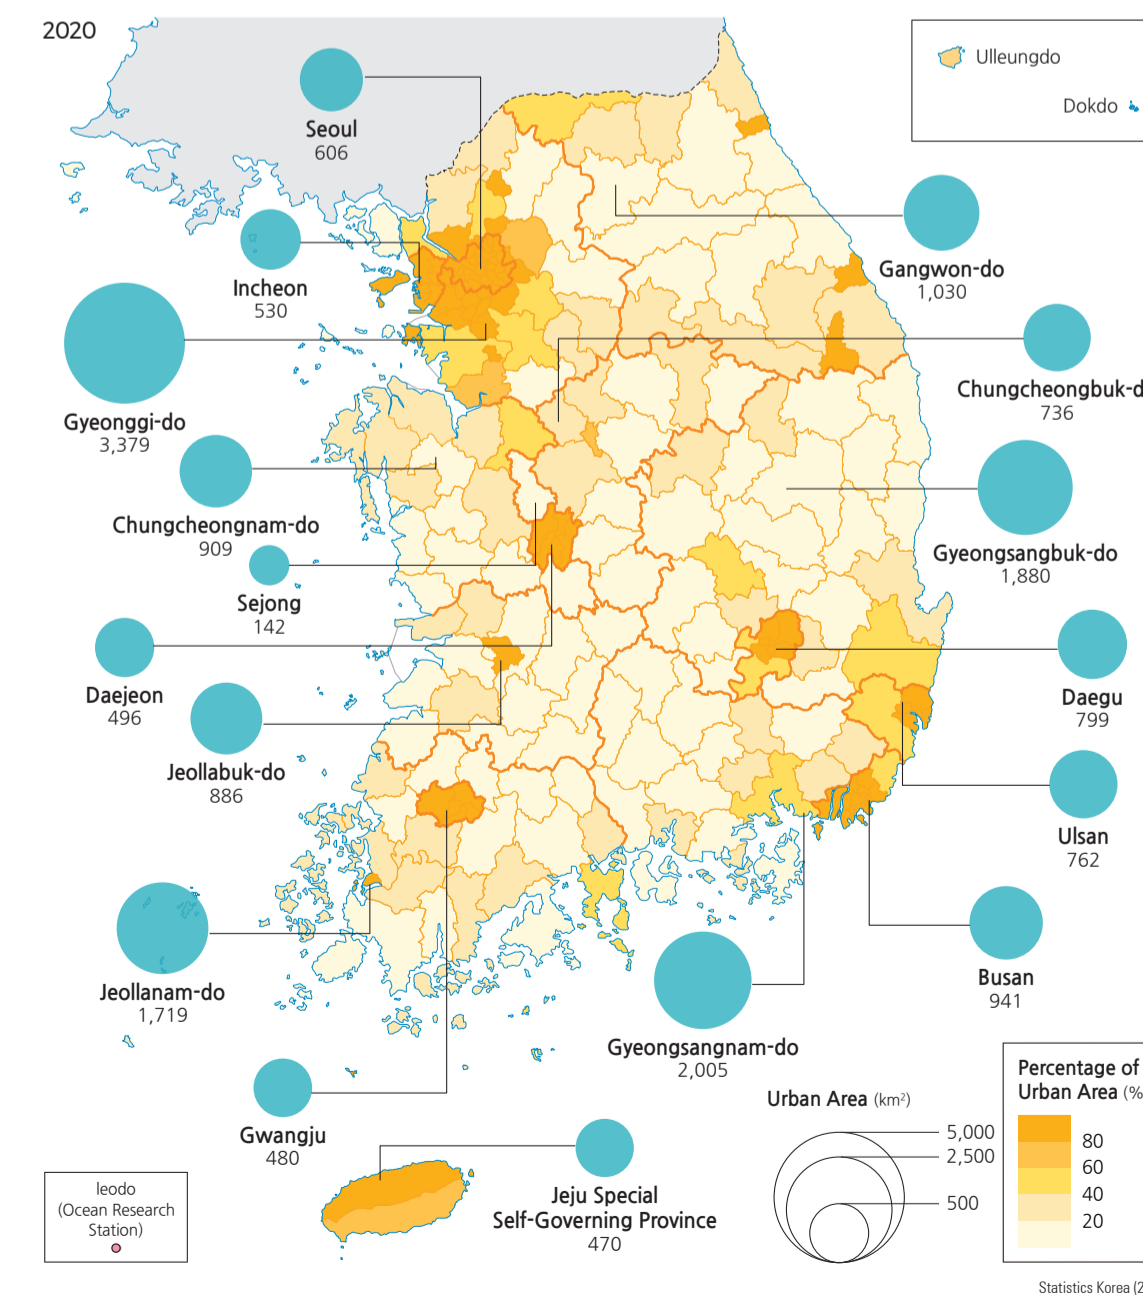 2020
Ulleungdo
Dokdo
Seoul
606
Incheon
530
Gangwon-do
1,030
Gyeonggi-do
3,379
Chungcheongbuk-d
736
Chungcheongnam-do
909
Gyeongsangbuk-do
1,880
Sejong
142
Daejeon
496
Daegu
799
Jeollabuk-do
886
Ulsan
762
Jeollanam-do
1,719
Busan
941
Gyeongsangnam-do
2,005
Gwangju
480
Jeju Special
Self-Governing Province
470
Ieodo
(Ocean Research
Station)
Urban Area (km²)
5,000
2,500
500
Percentage of
Urban Area (%
80
60
40
20
Statistics Korea (2